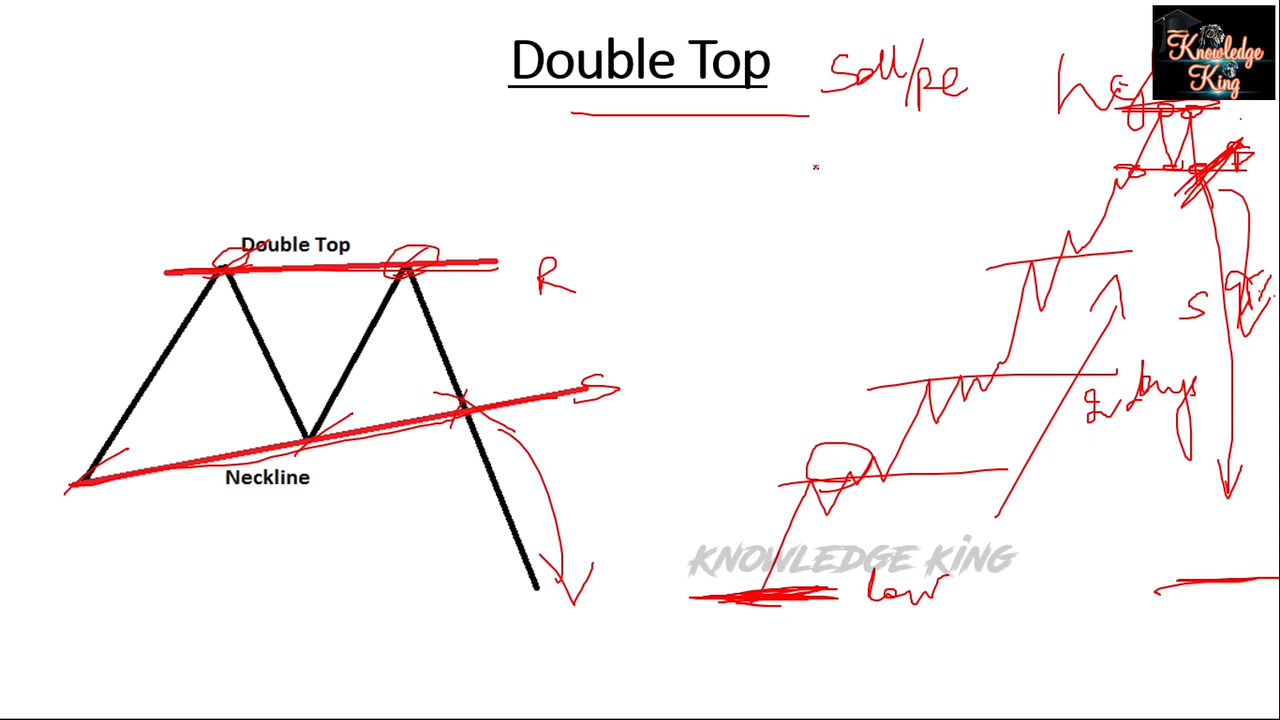 Double Top
Sell/PE
Knowledge
King
Double Top
R
S
S
Neckline
KNOWLEDGE KING
Low